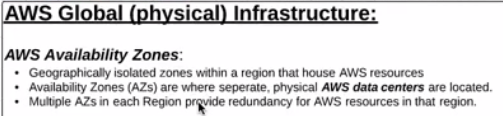 AWS Global (physical) Infrastructure:
AWS Availability Zones:
• Geographically isolated zones within a region that house AWS resources
• Availability Zones (AZs) are where seperate, physical AWS data centers are located.
• Multiple AZs in each Region provide redundancy for AWS resources in that region.